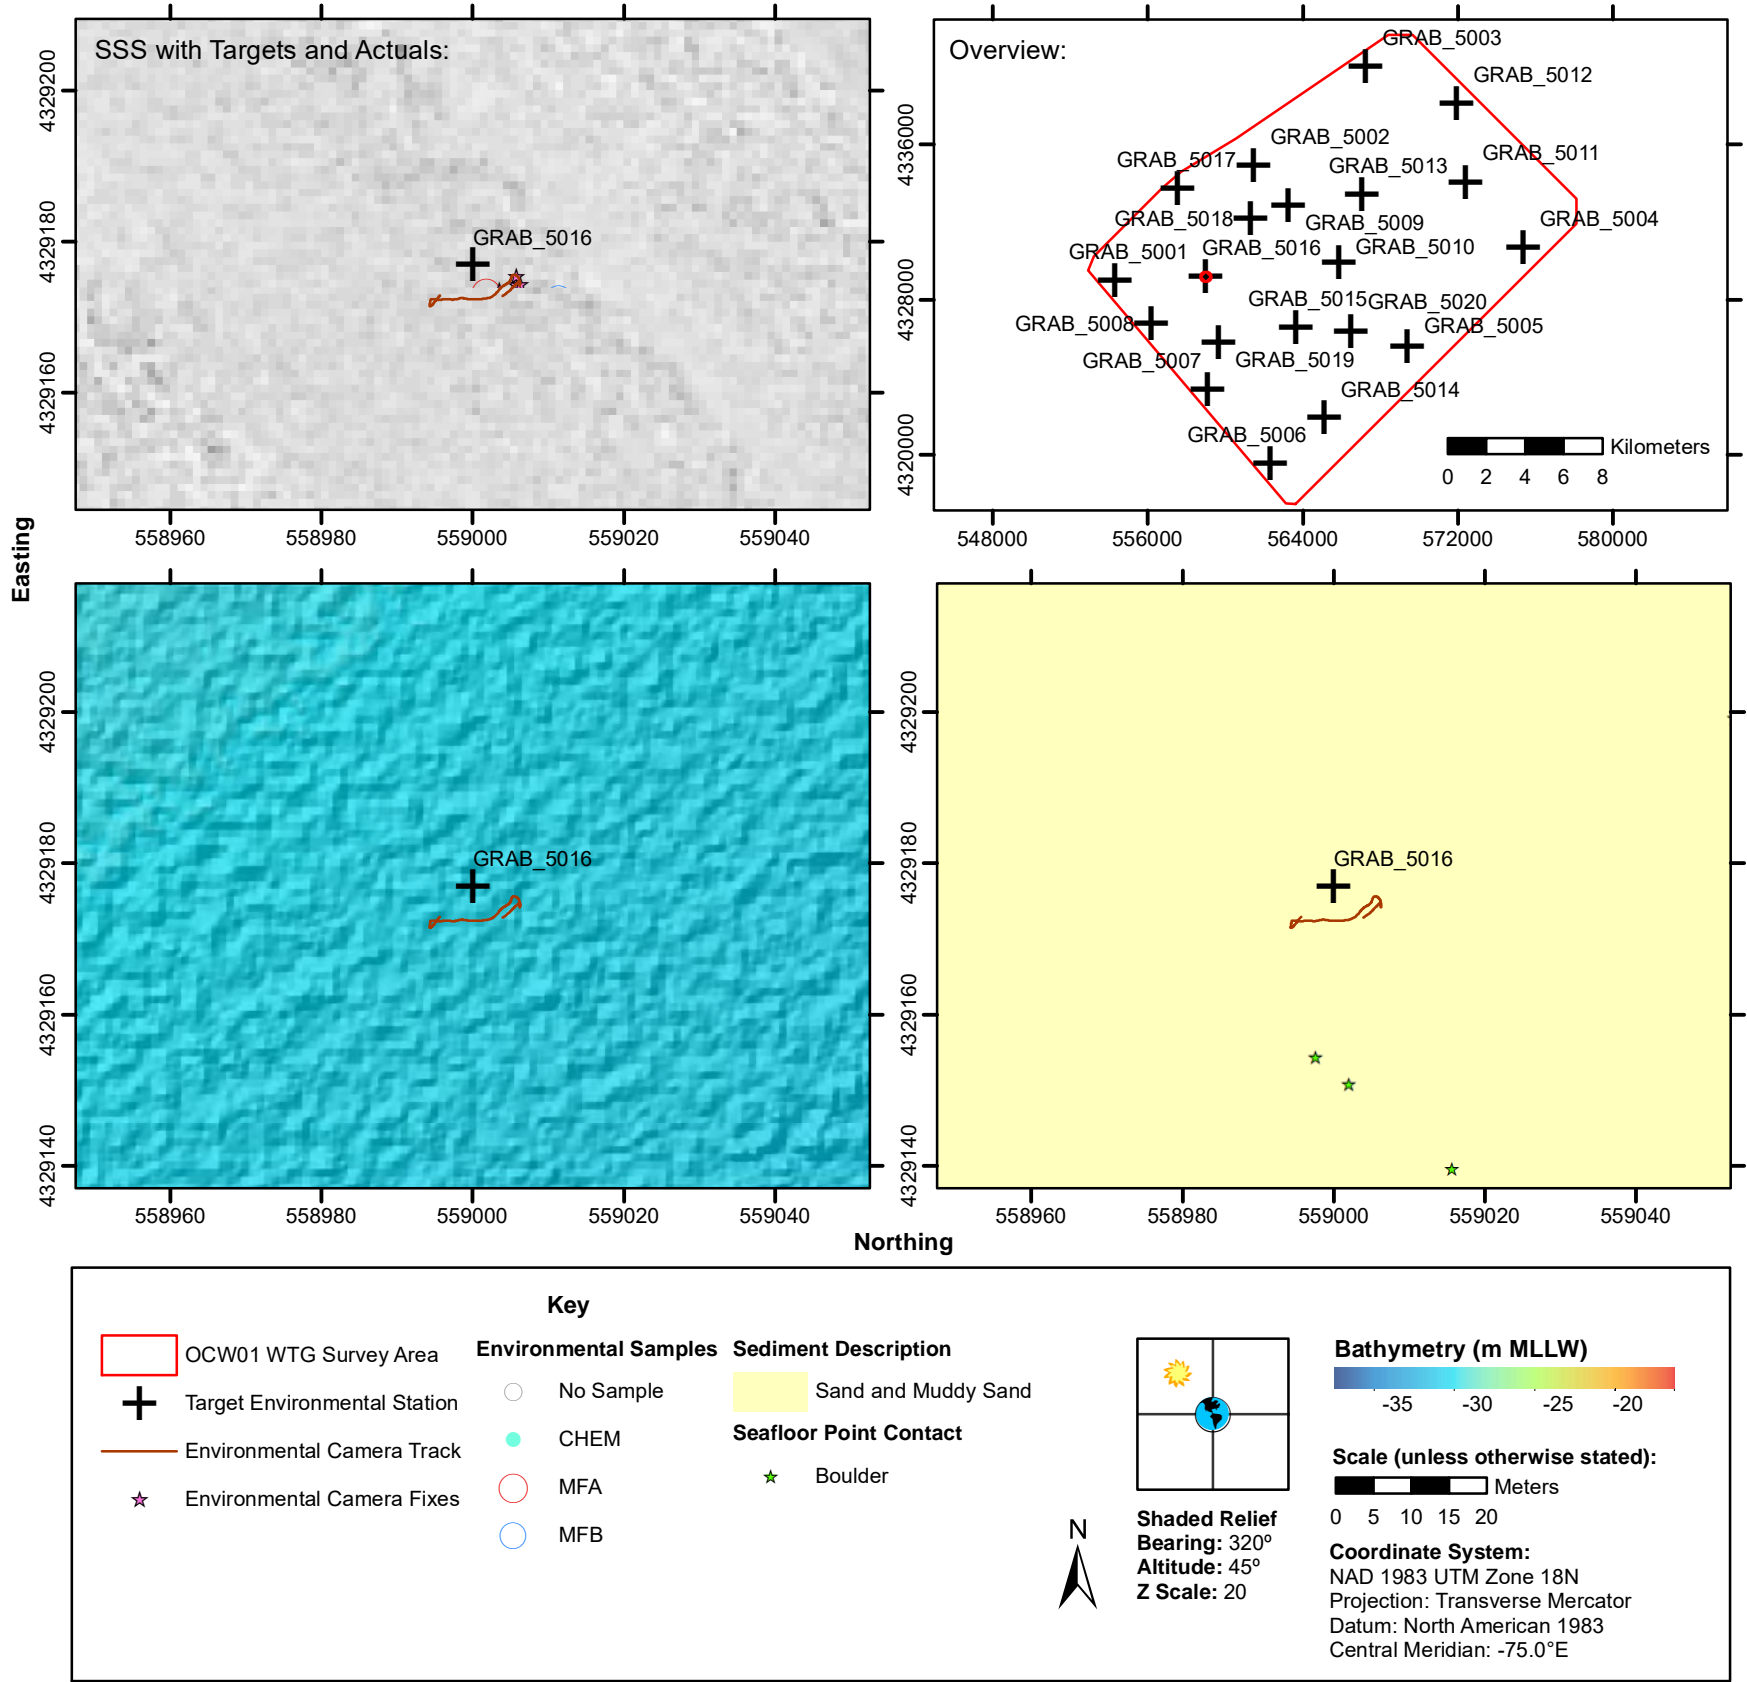 SSS with Targets and Actuals:
GRAB_5016
4329200
4329180
4329160
558960
558980
559000
559020
559040
Overview:
GRAB_5003
GRAB_5012
GRAB_5002
GRAB_5017
GRAB_5013
GRAB_5011
GRAB_5018
GRAB_5009
GRAB_5004
GRAB_5001
GRAB_5016
GRAB_5010
GRAB_5015
GRAB_5020
GRAB_5008
GRAB_5005
GRAB_5007
GRAB_5019
GRAB_5014
GRAB_5006
Kilometers
0 2 4 6 8
4336000
4328000
4320000
548000
556000
564000
572000
580000
Easting
GRAB_5016
4329200
4329180
4329160
4329140
558960
558980
559000
559020
559040
GRAB_5016
4329200
4329180
4329160
4329140
558960
558980
559000
559020
559040
Northing
Key
OCW01 WTG Survey Area
Target Environmental Station
Environmental Camera Track
Environmental Camera Fixes
Environmental Samples
No Sample
CHEM
MFA
MFB
Sediment Description
Sand and Muddy Sand
Seafloor Point Contact
Boulder
N
Shaded Relief
Bearing: 320º
Altitude: 45º
Z Scale: 20
Bathymetry (m MLLW)
-35 -30 -25 -20
Scale (unless otherwise stated):
Meters
0 5 10 15 20
Coordinate System:
NAD 1983 UTM Zone 18N
Projection: Transverse Mercator
Datum: North American 1983
Central Meridian: -75.0°E